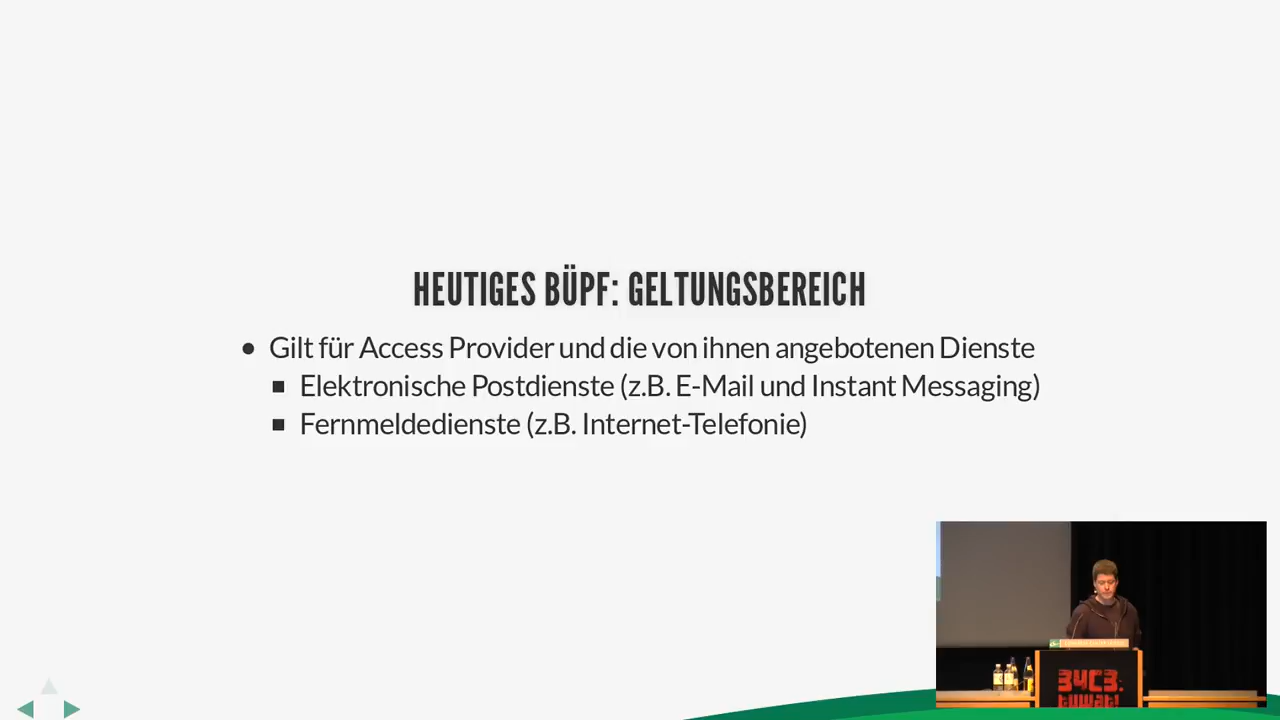 HEUTIGES BÜPF: GELTUNGSBEREICH
Gilt für Access Provider und die von ihnen angebotenen Dienste
Elektronische Postdienste (z.B. E-Mail und Instant Messaging)
Fernmeldedienste (z.B. Internet-Telefonie)
34C3.
tuwat!